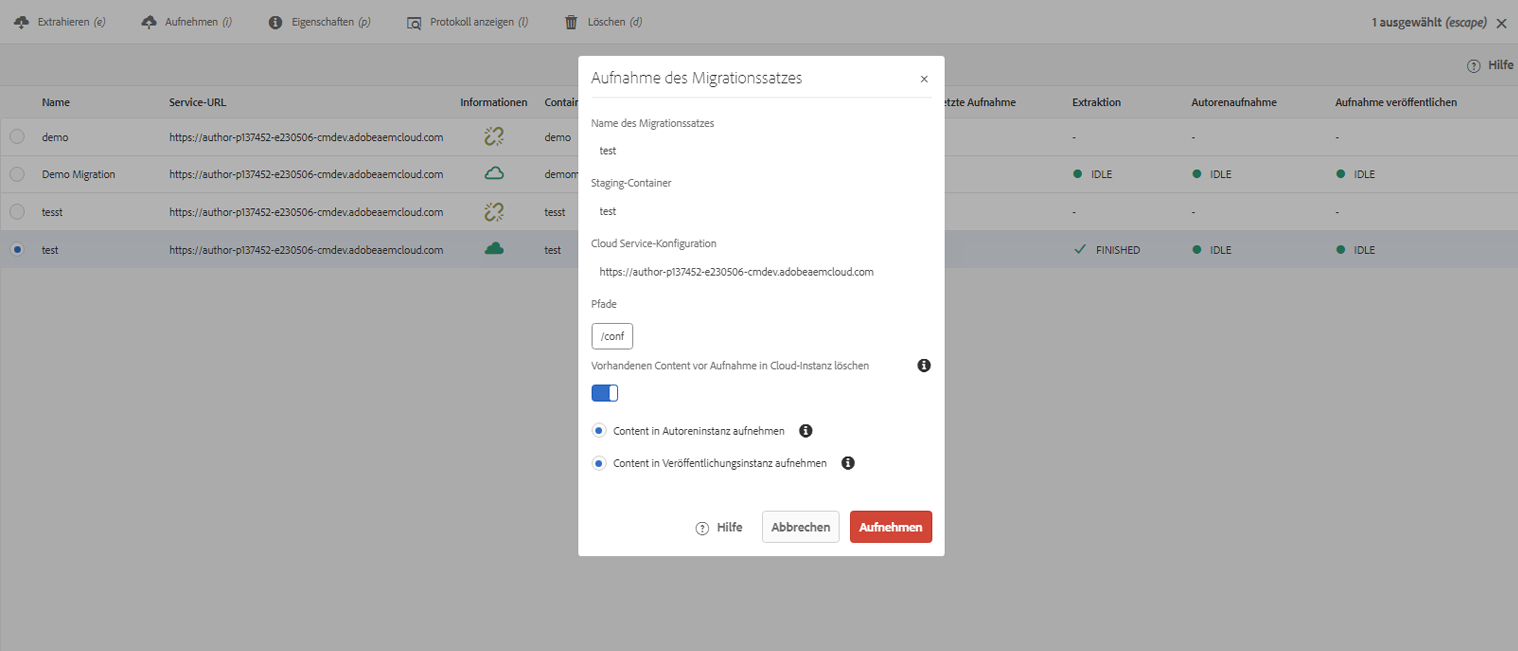 Extrahieren (e) Aufnehmen (i) Eigenschaften (p) Protokoll anzeigen (l) Löschen (d) 1 ausgewählt (escape)
Hilfe
Name Service-URL Informationen Contain etzte Aufnahme Extraktion Autorenaufnahme Aufnahme veröffentlichen
demo https://author-p137452-e230506-cmdev.adobeaemcloud.com demo - - -
Demo Migration https://author-p137452-e230506-cmdev.adobeaemcloud.com demom IDLE IDLE IDLE
tesst https://author-p137452-e230506-cmdev.adobeaemcloud.com tesst - - -
test https://author-p137452-e230506-cmdev.adobeaemcloud.com test FINISHED IDLE IDLE
Aufnahme des Migrationssatzes
Name des Migrationssatzes
test
Staging-Container
test
Cloud Service-Konfiguration
https://author-p137452-e230506-cmdev.adobeaemcloud.com
Pfade
/conf
Vorhandenen Content vor Aufnahme in Cloud-Instanz löschen
Content in Autoreninstanz aufnehmen
Content in Veröffentlichungsinstanz aufnehmen
Hilfe Abbrechen Aufnehmen